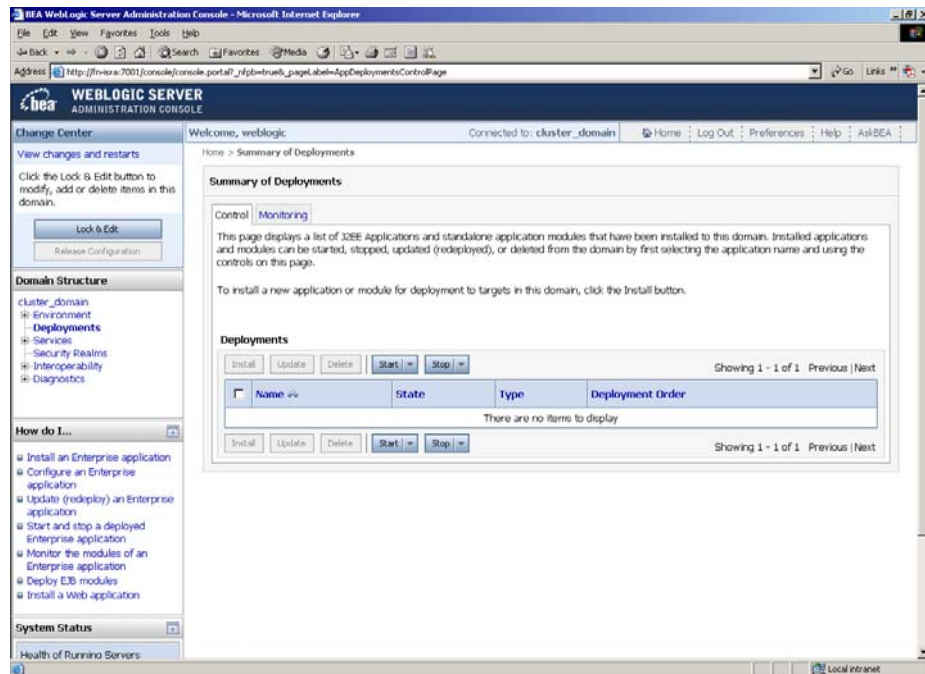 BEA WebLogic Server Administration Console - Microsoft Internet Explorer
File Edit View Favorites Tools Help
Back Search Favorites Media
Address http://fnvisra:7001/console/console.portal?_nfpb=true&_pageLabel=AppDeploymentsControlPage Go Links
bea WEBLOGIC SERVER
ADMINISTRATION CONSOLE
Change Center
Welcome, weblogic Connected to: cluster_domain Home Log Out Preferences Help AskBEA
View changes and restarts
Click the Lock & Edit button to
modify, add or delete items in this
domain.
Lock & Edit
Release Configuration
Domain Structure
cluster_domain
Environment
Deployments
Services
Security Realms
Interoperability
Diagnostics
How do I...
Install an Enterprise application
Configure an Enterprise
application
Update (redeploy) an Enterprise
application
Start and stop a deployed
Enterprise application
Monitor the modules of an
Enterprise application
Deploy EJB modules
Install a Web application
System Status
Health of Running Servers
Home > Summary of Deployments
Summary of Deployments
Control Monitoring
This page displays a list of J2EE Applications and standalone application modules that have been installed to this domain. Installed applications
and modules can be started, stopped, updated (redeployed), or deleted from the domain by first selecting the application name and using the
controls on this page.
To install a new application or module for deployment to targets in this domain, click the Install button.
Deployments
Install Update Delete Start Stop Showing 1 - 1 of 1 Previous | Next
Name State Type Deployment Order
There are no items to display
Install Update Delete Start Stop Showing 1 - 1 of 1 Previous | Next
Local intranet